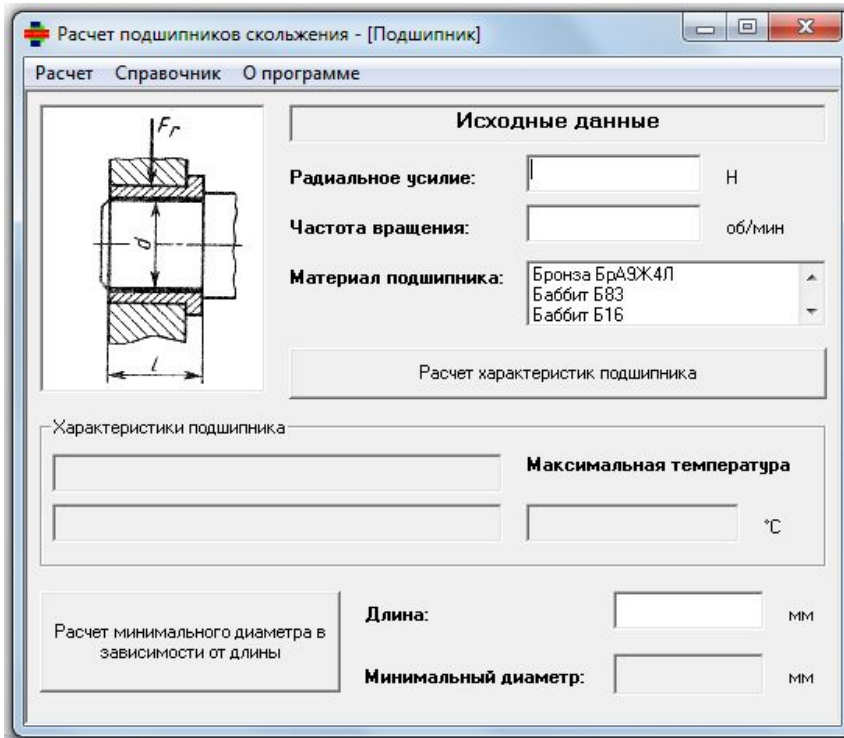 Расчет подшипников скольжения - [Подшипник]
Расчет Справочник О программе
Fr
d
l
Исходные данные
Радиальное усилие: Н
Частота вращения: об/мин
Материал подшипника:
Бронза БрА9Ж4Л
Баббит Б83
Баббит Б16
Расчет характеристик подшипника
Характеристики подшипника
Максимальная температура
°C
Расчет минимального диаметра в
зависимости от длины
Длина: мм
Минимальный диаметр: мм